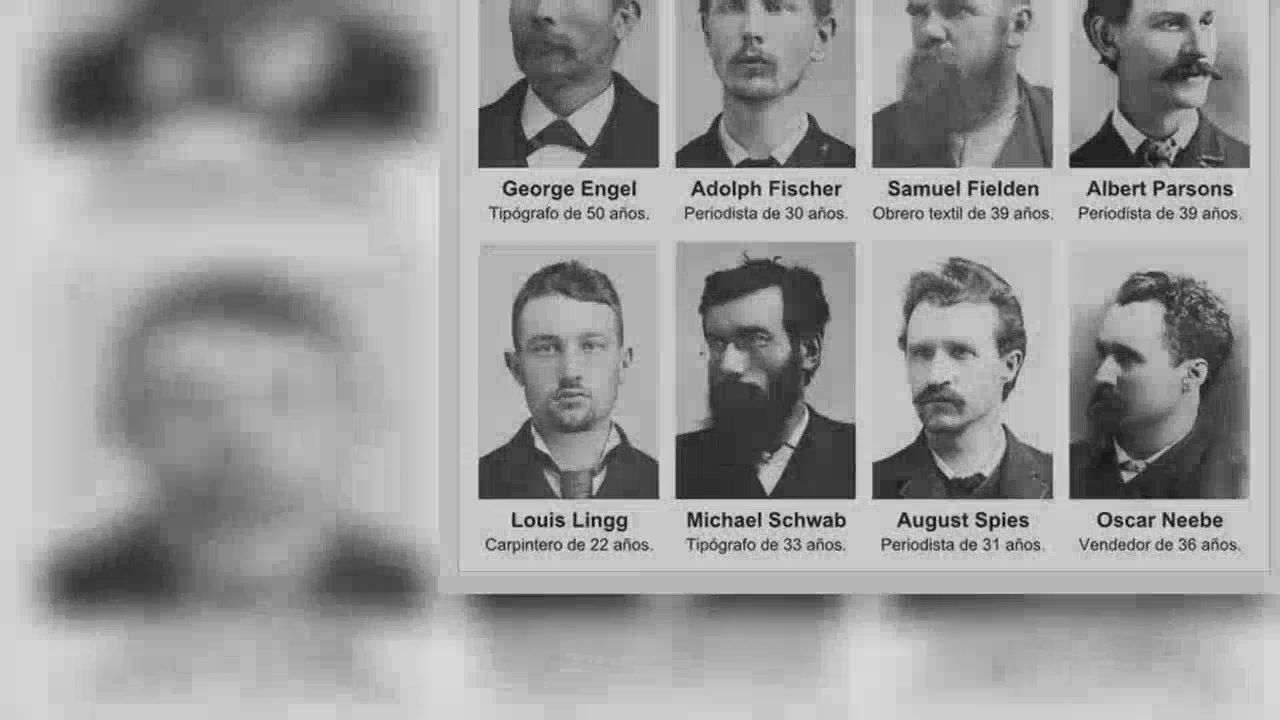 George Engel
Tipógrafo de 50 años.
Adolph Fischer
Periodista de 30 años.
Samuel Fielden
Obrero textil de 39 años.
Albert Parsons
Periodista de 39 años.
Louis Lingg
Carpintero de 22 años.
Michael Schwab
Tipógrafo de 33 años.
August Spies
Periodista de 31 años.
Oscar Neebe
Vendedor de 36 años.